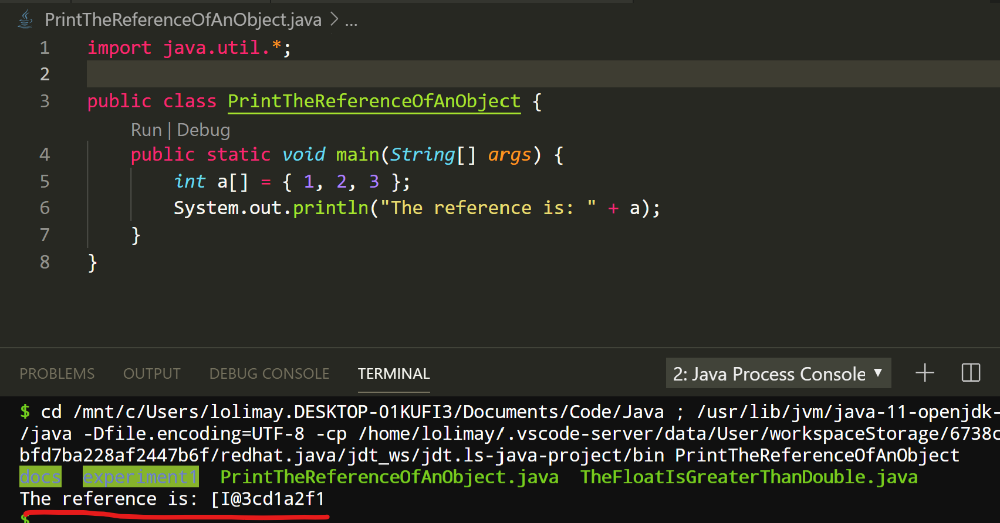 PrintTheReferenceOfAnObject.java > ...
1 import java.util.*;
2
3 public class PrintTheReferenceOfAnObject {
Run | Debug
4 public static void main(String[] args) {
5 int a[] = { 1, 2, 3 };
6 System.out.println("The reference is: " + a);
7 }
8 }
PROBLEMS OUTPUT DEBUG CONSOLE TERMINAL 2: Java Process Console
$ cd /mnt/c/Users/lolimay.DESKTOP-01KUFI3/Documents/Code/Java ; /usr/lib/jvm/java-11-openjdk-
/java -Dfile.encoding=UTF-8 -cp /home/lolimay/.vscode-server/data/User/workspaceStorage/6738c
bfd7ba228af2447b6f/redhat.java/jdt_ws/jdt.ls-java-project/bin PrintTheReferenceOfAnObject
docs experiment1 PrintTheReferenceOfAnObject.java TheFloatIsGreaterThanDouble.java
The reference is: [I@3cd1a2f1
$